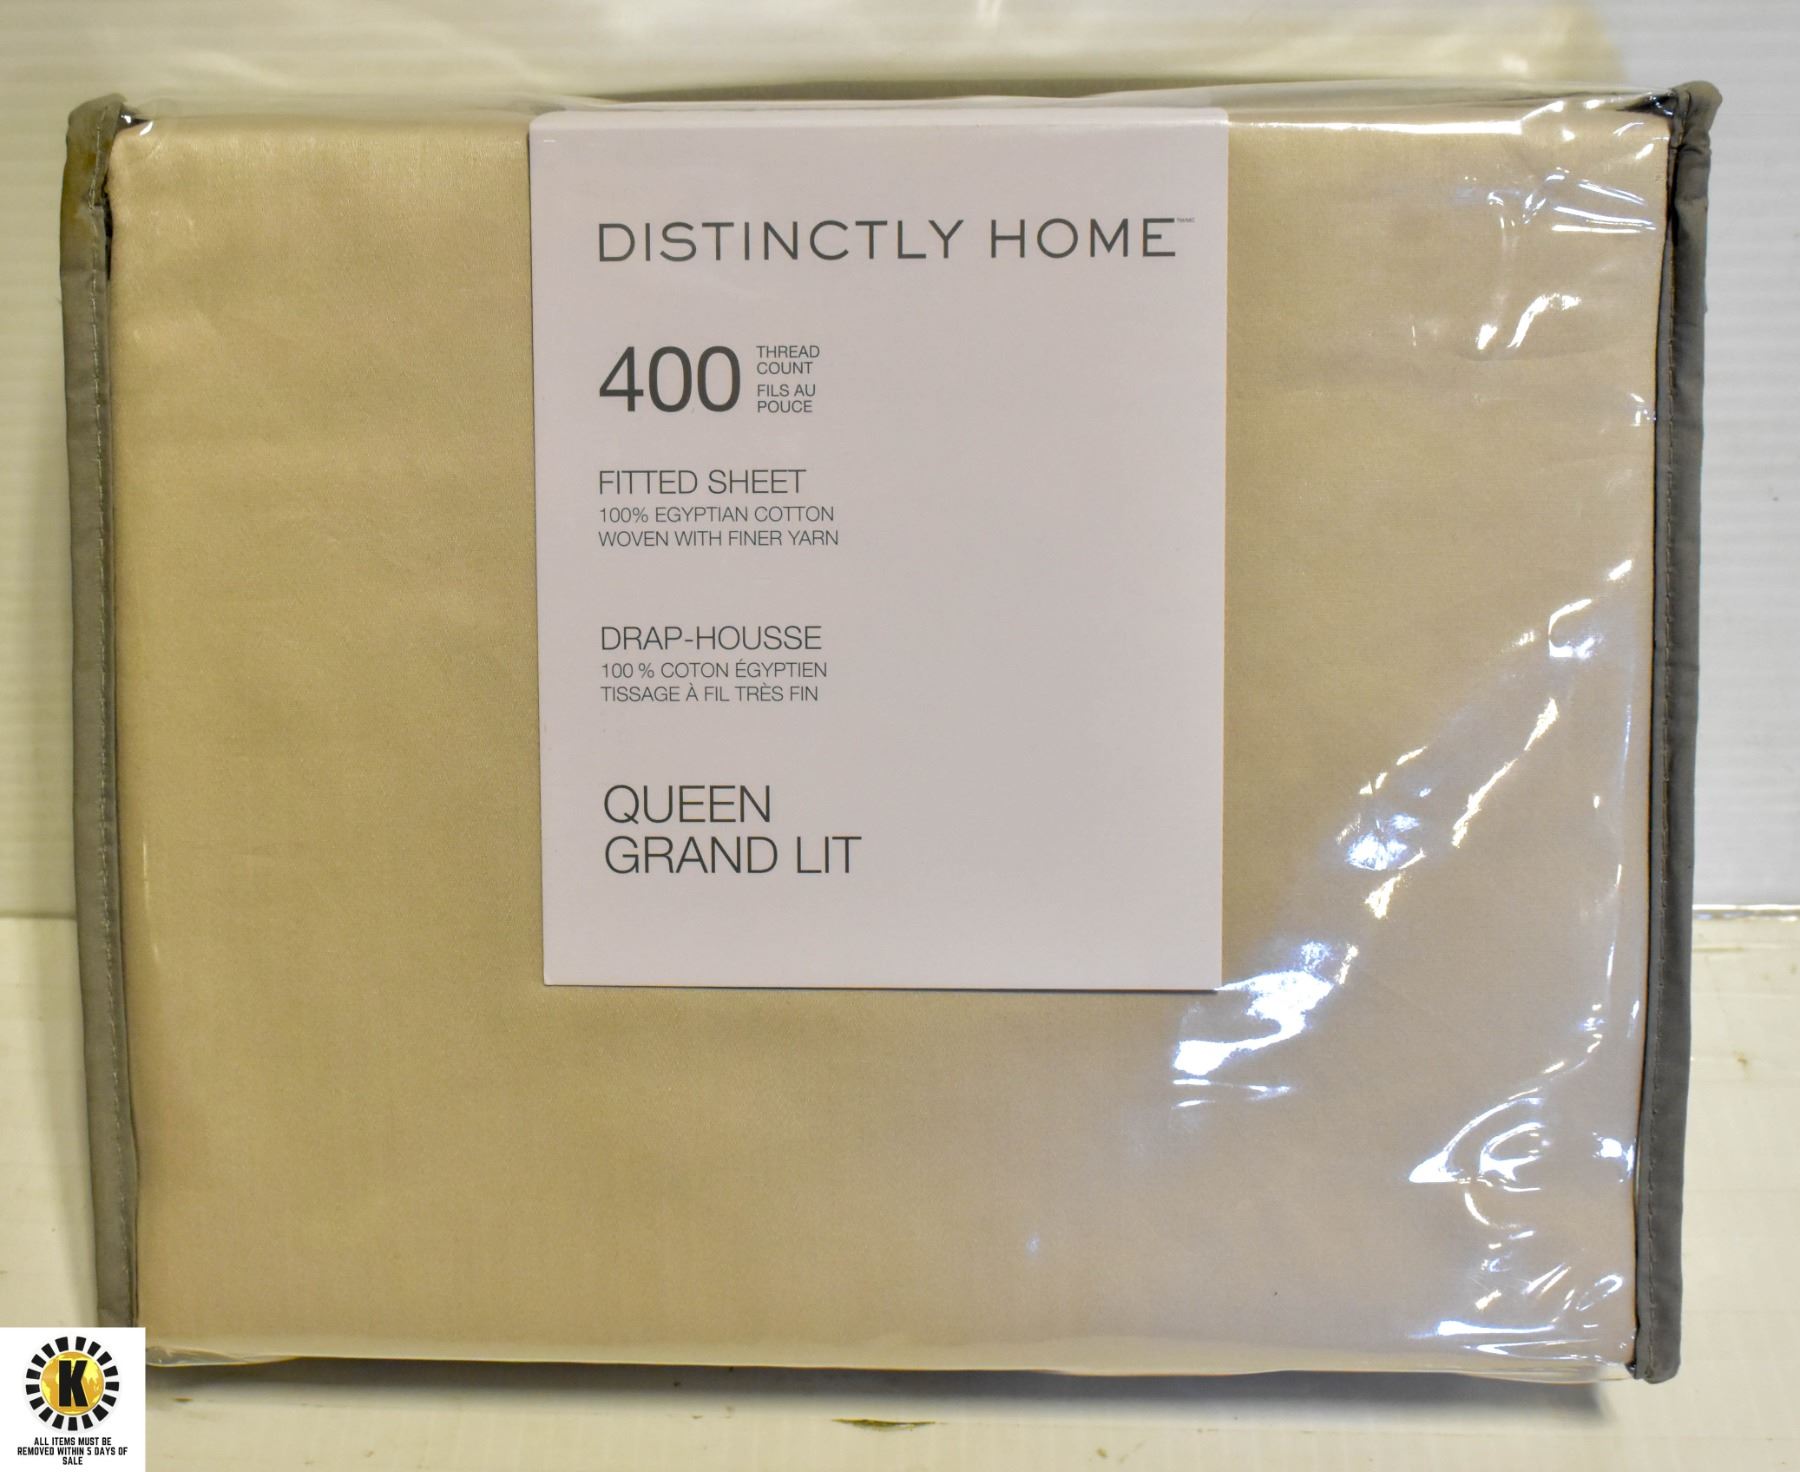 DISTINCTLY HOME
400
THREAD
COUNT
FILS AU
POUCE
FITTED SHEET
100% EGYPTIAN COTTON
WOVEN WITH FINER YARN
DRAP-HOUSSE
100 % COTON ÉGYPTIEN
TISSAGE À FIL TRÈS FIN
QUEEN
GRAND LIT
K
ALL ITEMS MUST BE
REMOVED WITHIN 5 DAYS OF
SALE